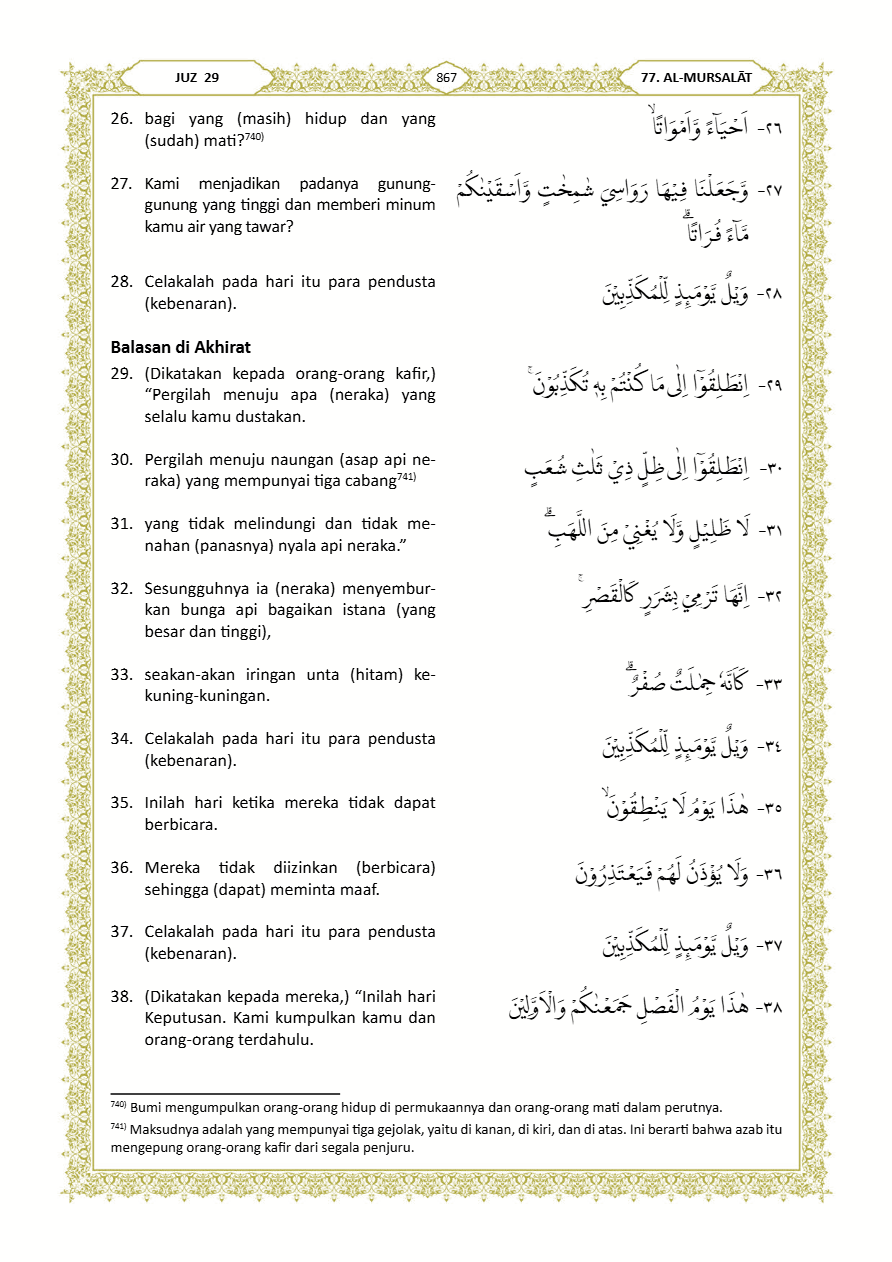 JUZ 29
867
77. AL-MURSALĀT
26. bagi yang (masih) hidup dan yang
(sudah) mati?⁷⁴⁰⁾
٢٦- اَحْيَاۤءً وَّاَمْوَاتًاۙ
27. Kami menjadikan padanya gunung-
gunung yang tinggi dan memberi minum
kamu air yang tawar?
٢٧- وَّجَعَلْنَا فِيْهَا رَوَاسِيَ شٰمِخٰتٍ وَّاَسْقَيْنٰكُمْ
مَّاۤءً فُرَاتًاۗ
28. Celakalah pada hari itu para pendusta
(kebenaran).
٢٨- وَيْلٌ يَّوْمَىِٕذٍ لِّلْمُكَذِّبِيْنَ
Balasan di Akhirat
29. (Dikatakan kepada orang-orang kafir,)
“Pergilah menuju apa (neraka) yang
selalu kamu dustakan.
٢٩- اِنْطَلِقُوْٓا اِلٰى مَا كُنْتُمْ بِهٖ تُكَذِّبُوْنَۚ
30. Pergilah menuju naungan (asap api ne-
raka) yang mempunyai tiga cabang⁷⁴¹⁾
٣٠- اِنْطَلِقُوْٓا اِلٰى ظِلٍّ ذِيْ ثَلٰثِ شُعَبٍ
31. yang tidak melindungi dan tidak me-
nahan (panasnya) nyala api neraka.”
٣١- لَا ظَلِيْلٍ وَّلَا يُغْنِيْ مِنَ اللَّهَبِۗ
32. Sesungguhnya ia (neraka) menyembur-
kan bunga api bagaikan istana (yang
besar dan tinggi),
٣٢- اِنَّهَا تَرْمِيْ بِشَرَرٍ كَالْقَصْرِۚ
33. seakan-akan iringan unta (hitam) ke-
kuning-kuningan.
٣٣- كَاَنَّهٗ جِمٰلَتٌ صُفْرٌۗ
34. Celakalah pada hari itu para pendusta
(kebenaran).
٣٤- وَيْلٌ يَّوْمَىِٕذٍ لِّلْمُكَذِّبِيْنَ
35. Inilah hari ketika mereka tidak dapat
berbicara.
٣٥- هٰذَا يَوْمُ لَا يَنْطِقُوْنَۙ
36. Mereka tidak diizinkan (berbicara)
sehingga (dapat) meminta maaf.
٣٦- وَلَا يُؤْذَنُ لَهُمْ فَيَعْتَذِرُوْنَ
37. Celakalah pada hari itu para pendusta
(kebenaran).
٣٧- وَيْلٌ يَّوْمَىِٕذٍ لِّلْمُكَذِّبِيْنَ
38. (Dikatakan kepada mereka,) “Inilah hari
Keputusan. Kami kumpulkan kamu dan
orang-orang terdahulu.
٣٨- هٰذَا يَوْمُ الْفَصْلِ جَمَعْنٰكُمْ وَالْاَوَّلِيْنَ
⁷⁴⁰⁾ Bumi mengumpulkan orang-orang hidup di permukaannya dan orang-orang mati dalam perutnya.
⁷⁴¹⁾ Maksudnya adalah yang mempunyai tiga gejolak, yaitu di kanan, di kiri, dan di atas. Ini berarti bahwa azab itu
mengepung orang-orang kafir dari segala penjuru.